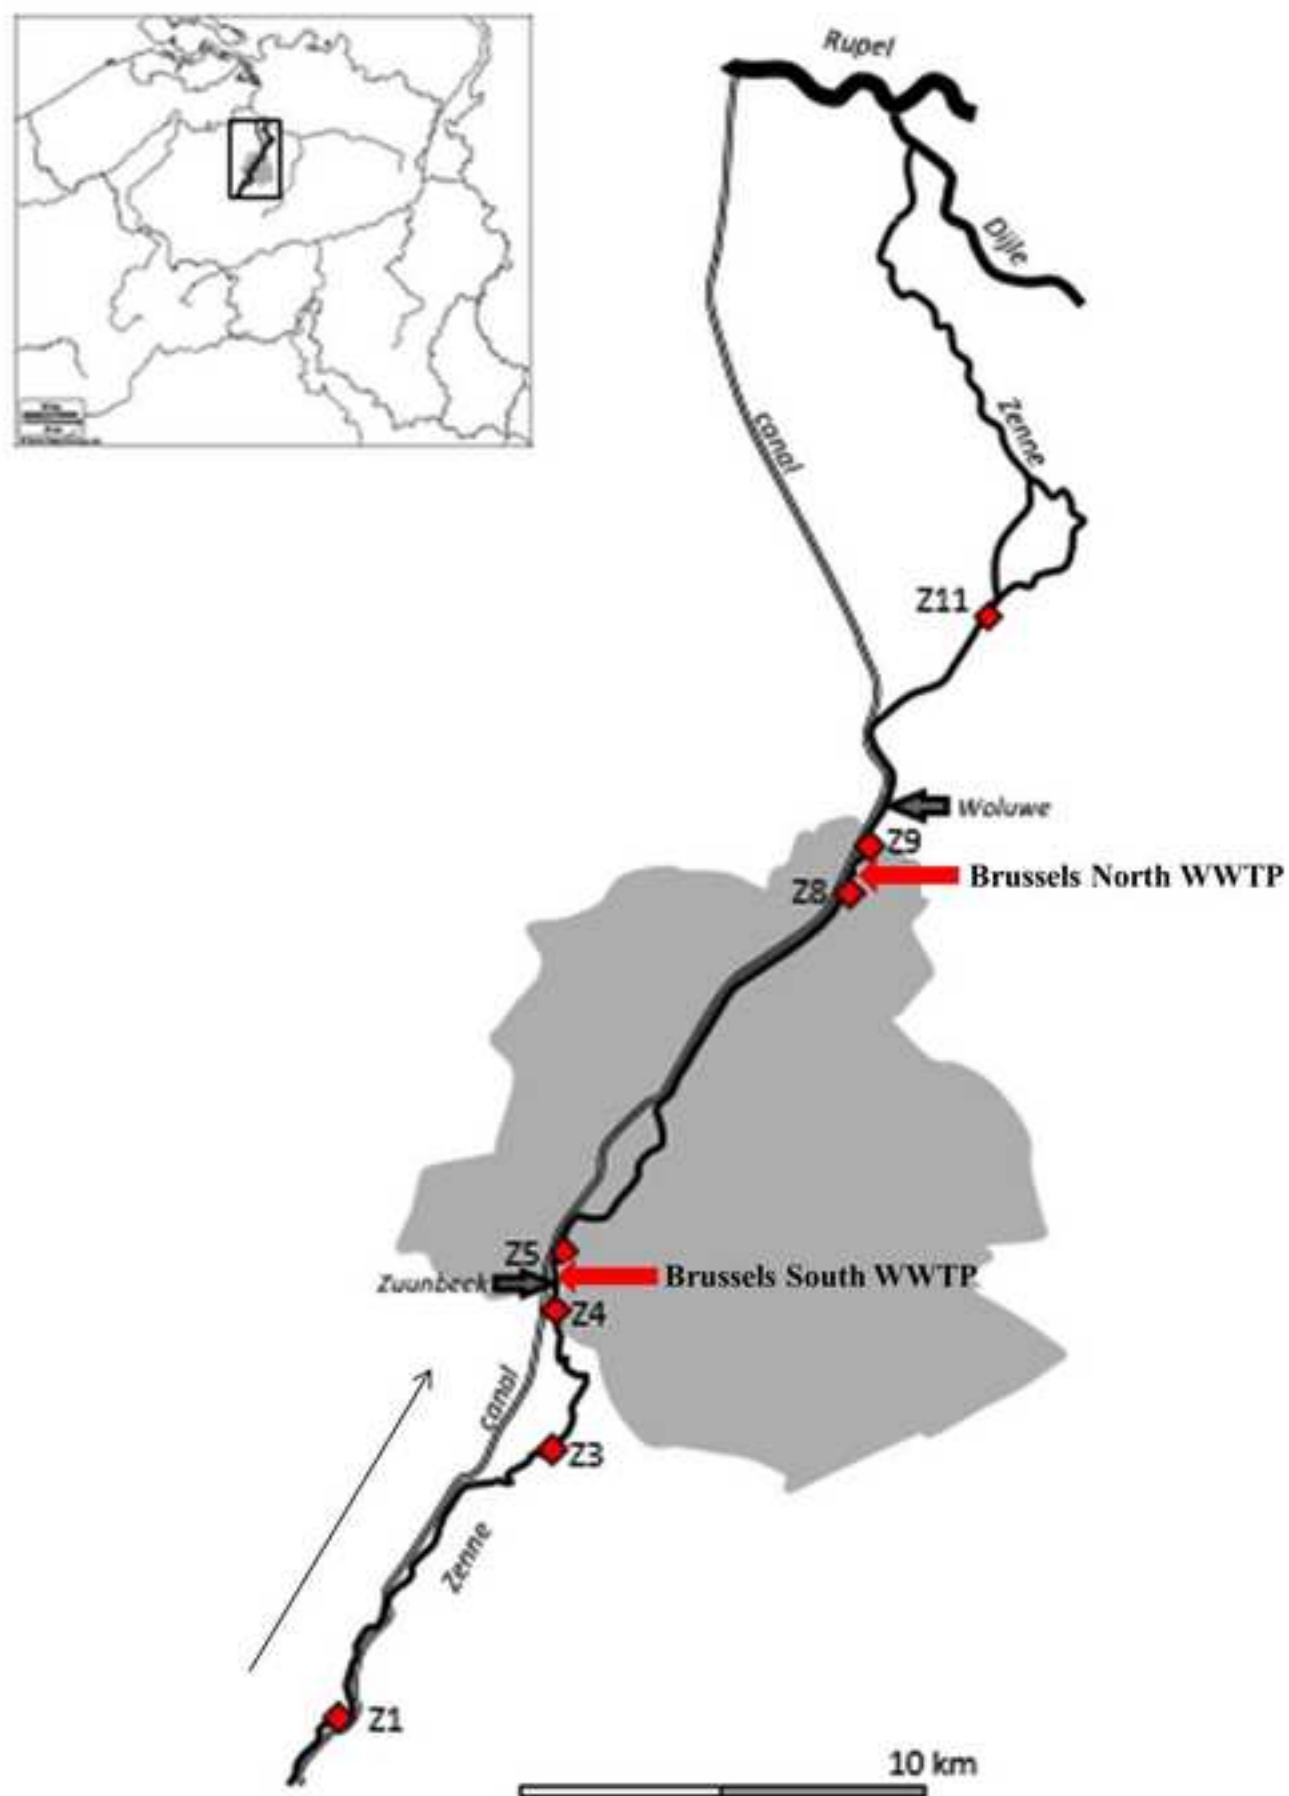 Rupel
Dijle
canal
Zenne
Z11
Woluwe
Z9
Brussels North WWTP
Z8
Z5
Brussels South WWTP
Zuunbeek
Z4
canal
Z3
Zenne
Z1
10 km